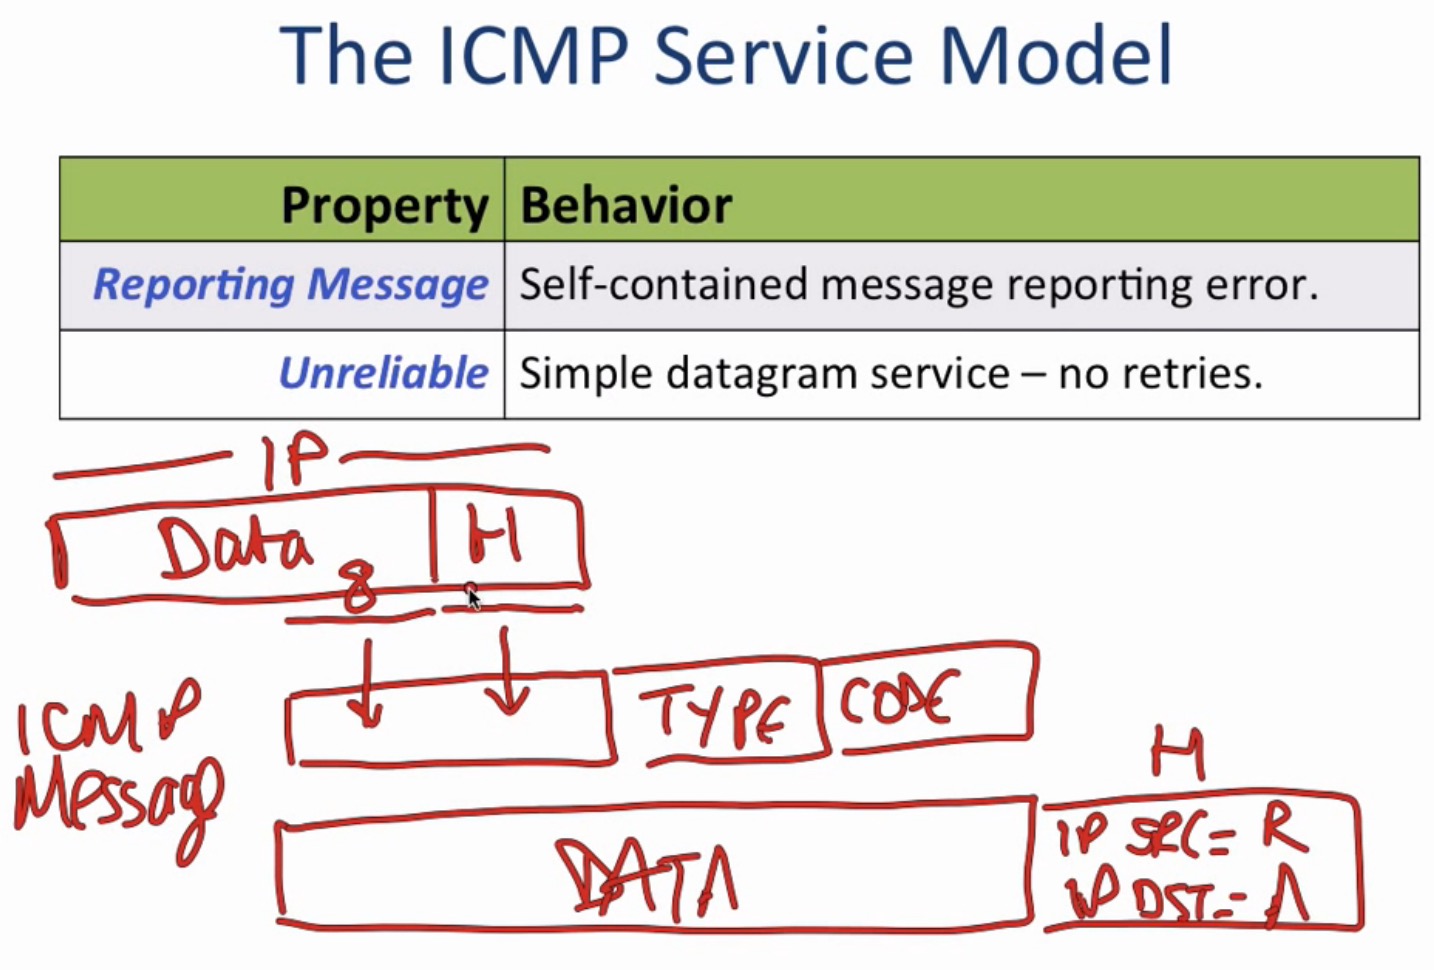 The ICMP Service Model
Property Behavior
Reporting Message Self-contained message reporting error.
Unreliable Simple datagram service – no retries.
IP
Data H
8
ICMP
Message
TYPE CODE
H
DATA
IP SRC= R
IP DST= A